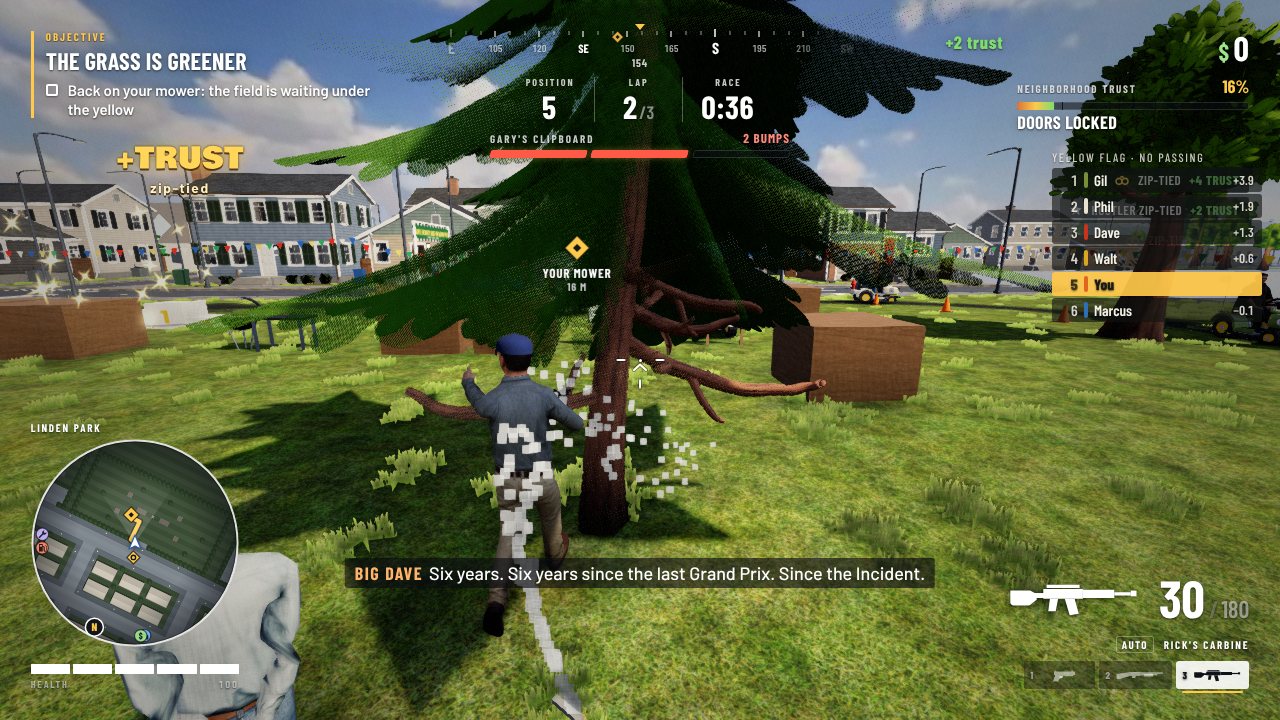 OBJECTIVE
THE GRASS IS GREENER
Back on your mower: the field is waiting under
the yellow
+TRUST
zip-tied
E 105 120 SE 150 165 S 195 210
154
POSITION LAP RACE
5 2/3 0:36
GARY'S CLIPBOARD 2 BUMPS
+2 trust
$ 0
NEIGHBORHOOD TRUST 16%
DOORS LOCKED
YELLOW FLAG · NO PASSING
1 Gil ZIP-TIED +4 TRUS +3.9
2 Phil ZIP-TIED +2 TRUST +1.9
3 Dave +1.3
4 Walt +0.6
5 You
6 Marcus -0.1
YOUR MOWER
16 M
1
LINDEN PARK
N
$
BIG DAVE Six years. Six years since the last Grand Prix. Since the Incident.
HEALTH 100
30 / 180
AUTO RICK'S CARBINE
1 2 3